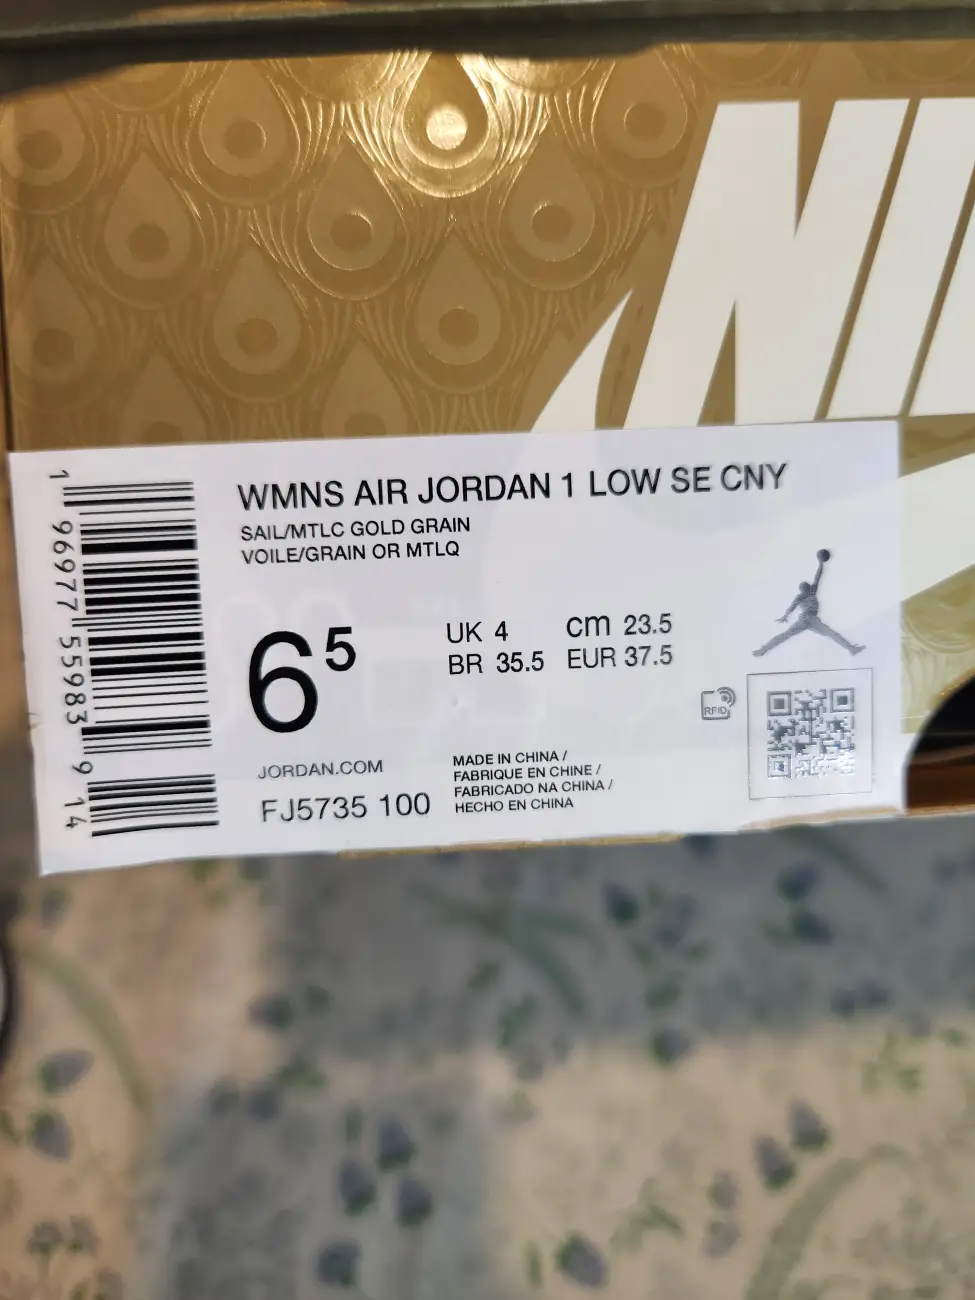 NI
WMNS AIR JORDAN 1 LOW SE CNY
SAIL/MTLC GOLD GRAIN
VOILE/GRAIN OR MTLQ
6⁵
UK 4
cm 23.5
BR 35.5
EUR 37.5
RFID
JORDAN.COM
FJ5735 100
MADE IN CHINA /
FABRIQUE EN CHINE /
FABRICADO NA CHINA /
HECHO EN CHINA
1 96977 55983 9 14